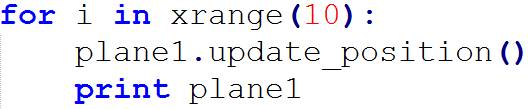 for i in xrange(10):
    plane1.update_position()
    print plane1